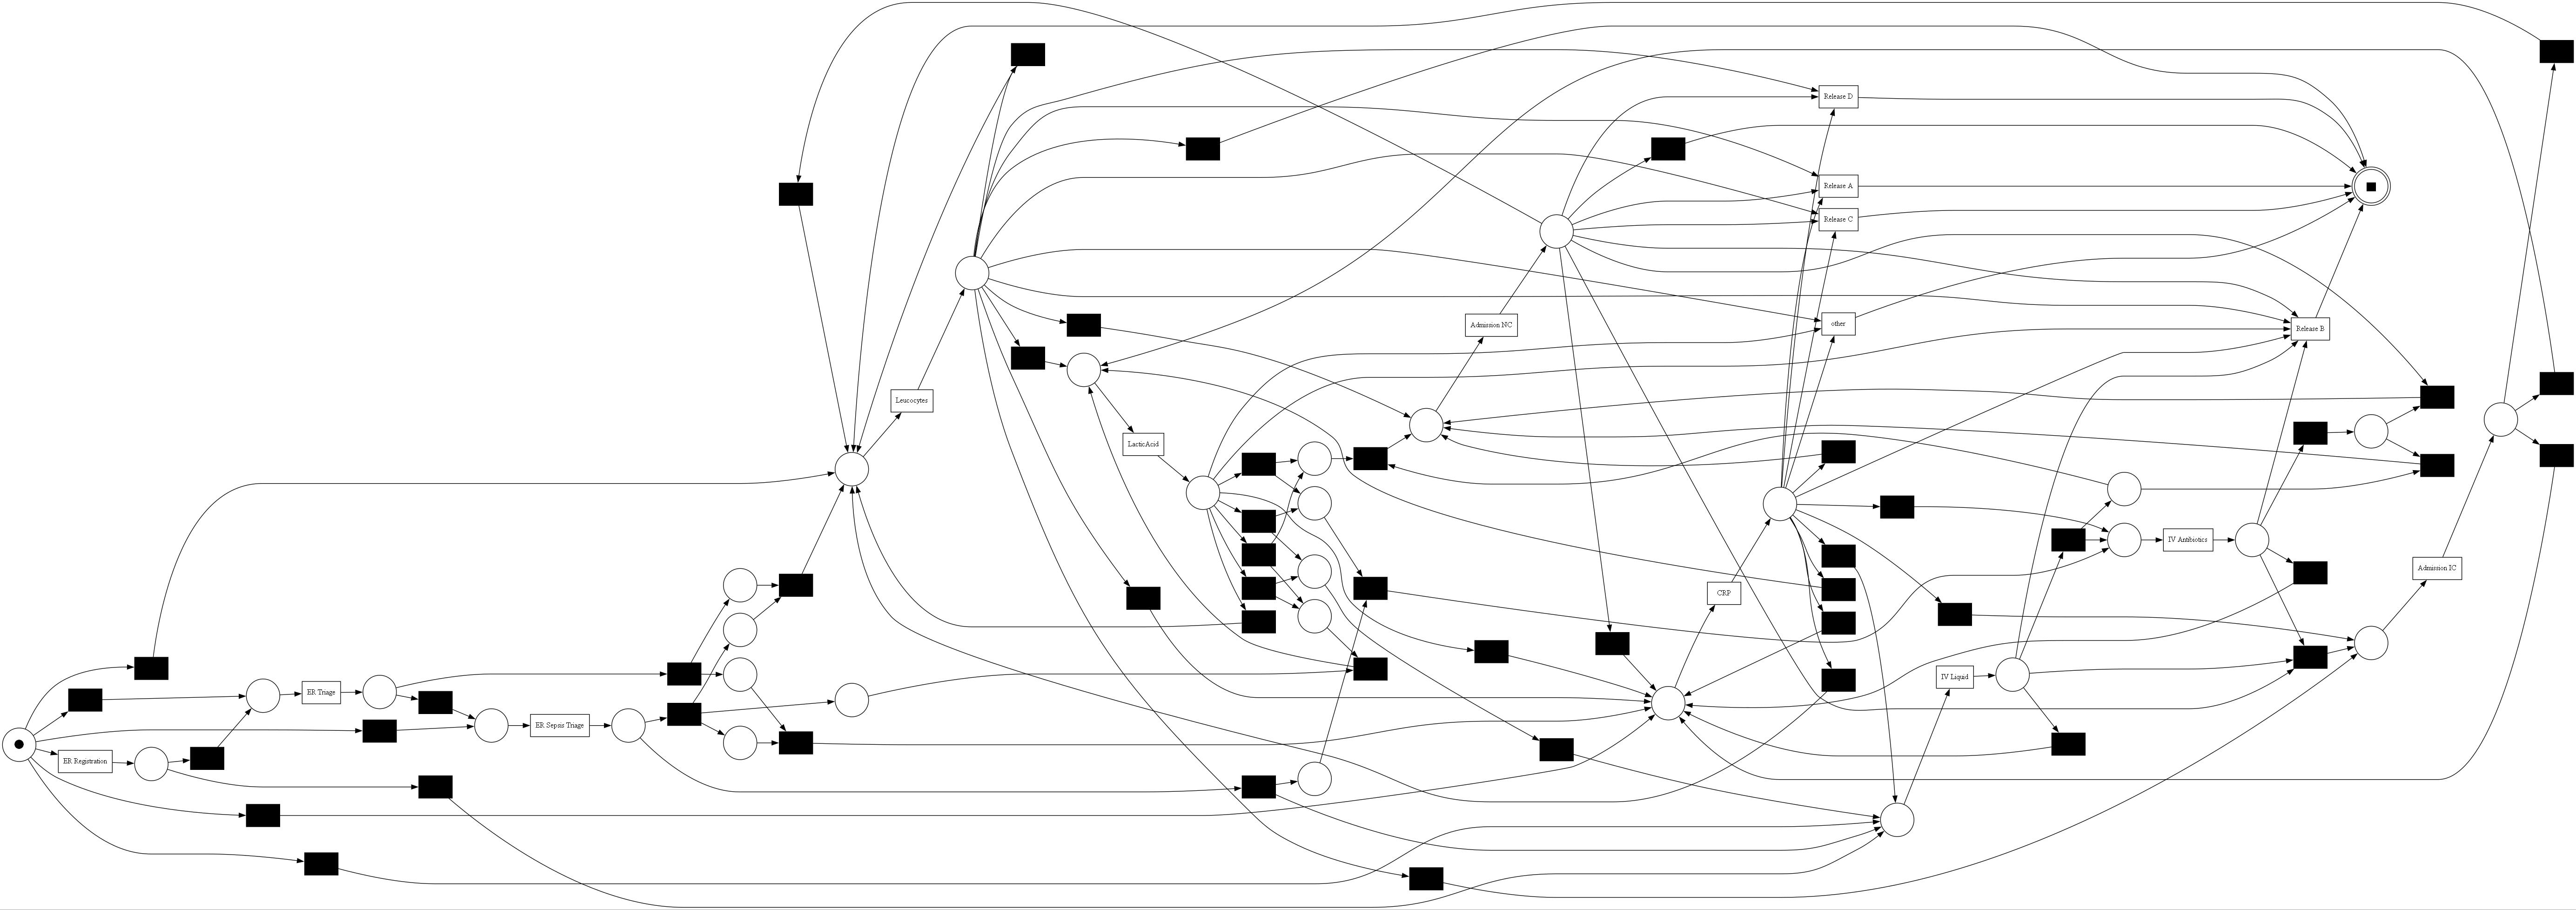 Release D
Release A
Release C
Admission NC
other
Release B
Leucocytes
LacticAcid
IV Antibiotics
Admission IC
CRP
IV Liquid
ER Triage
ER Sepsis Triage
ER Registration